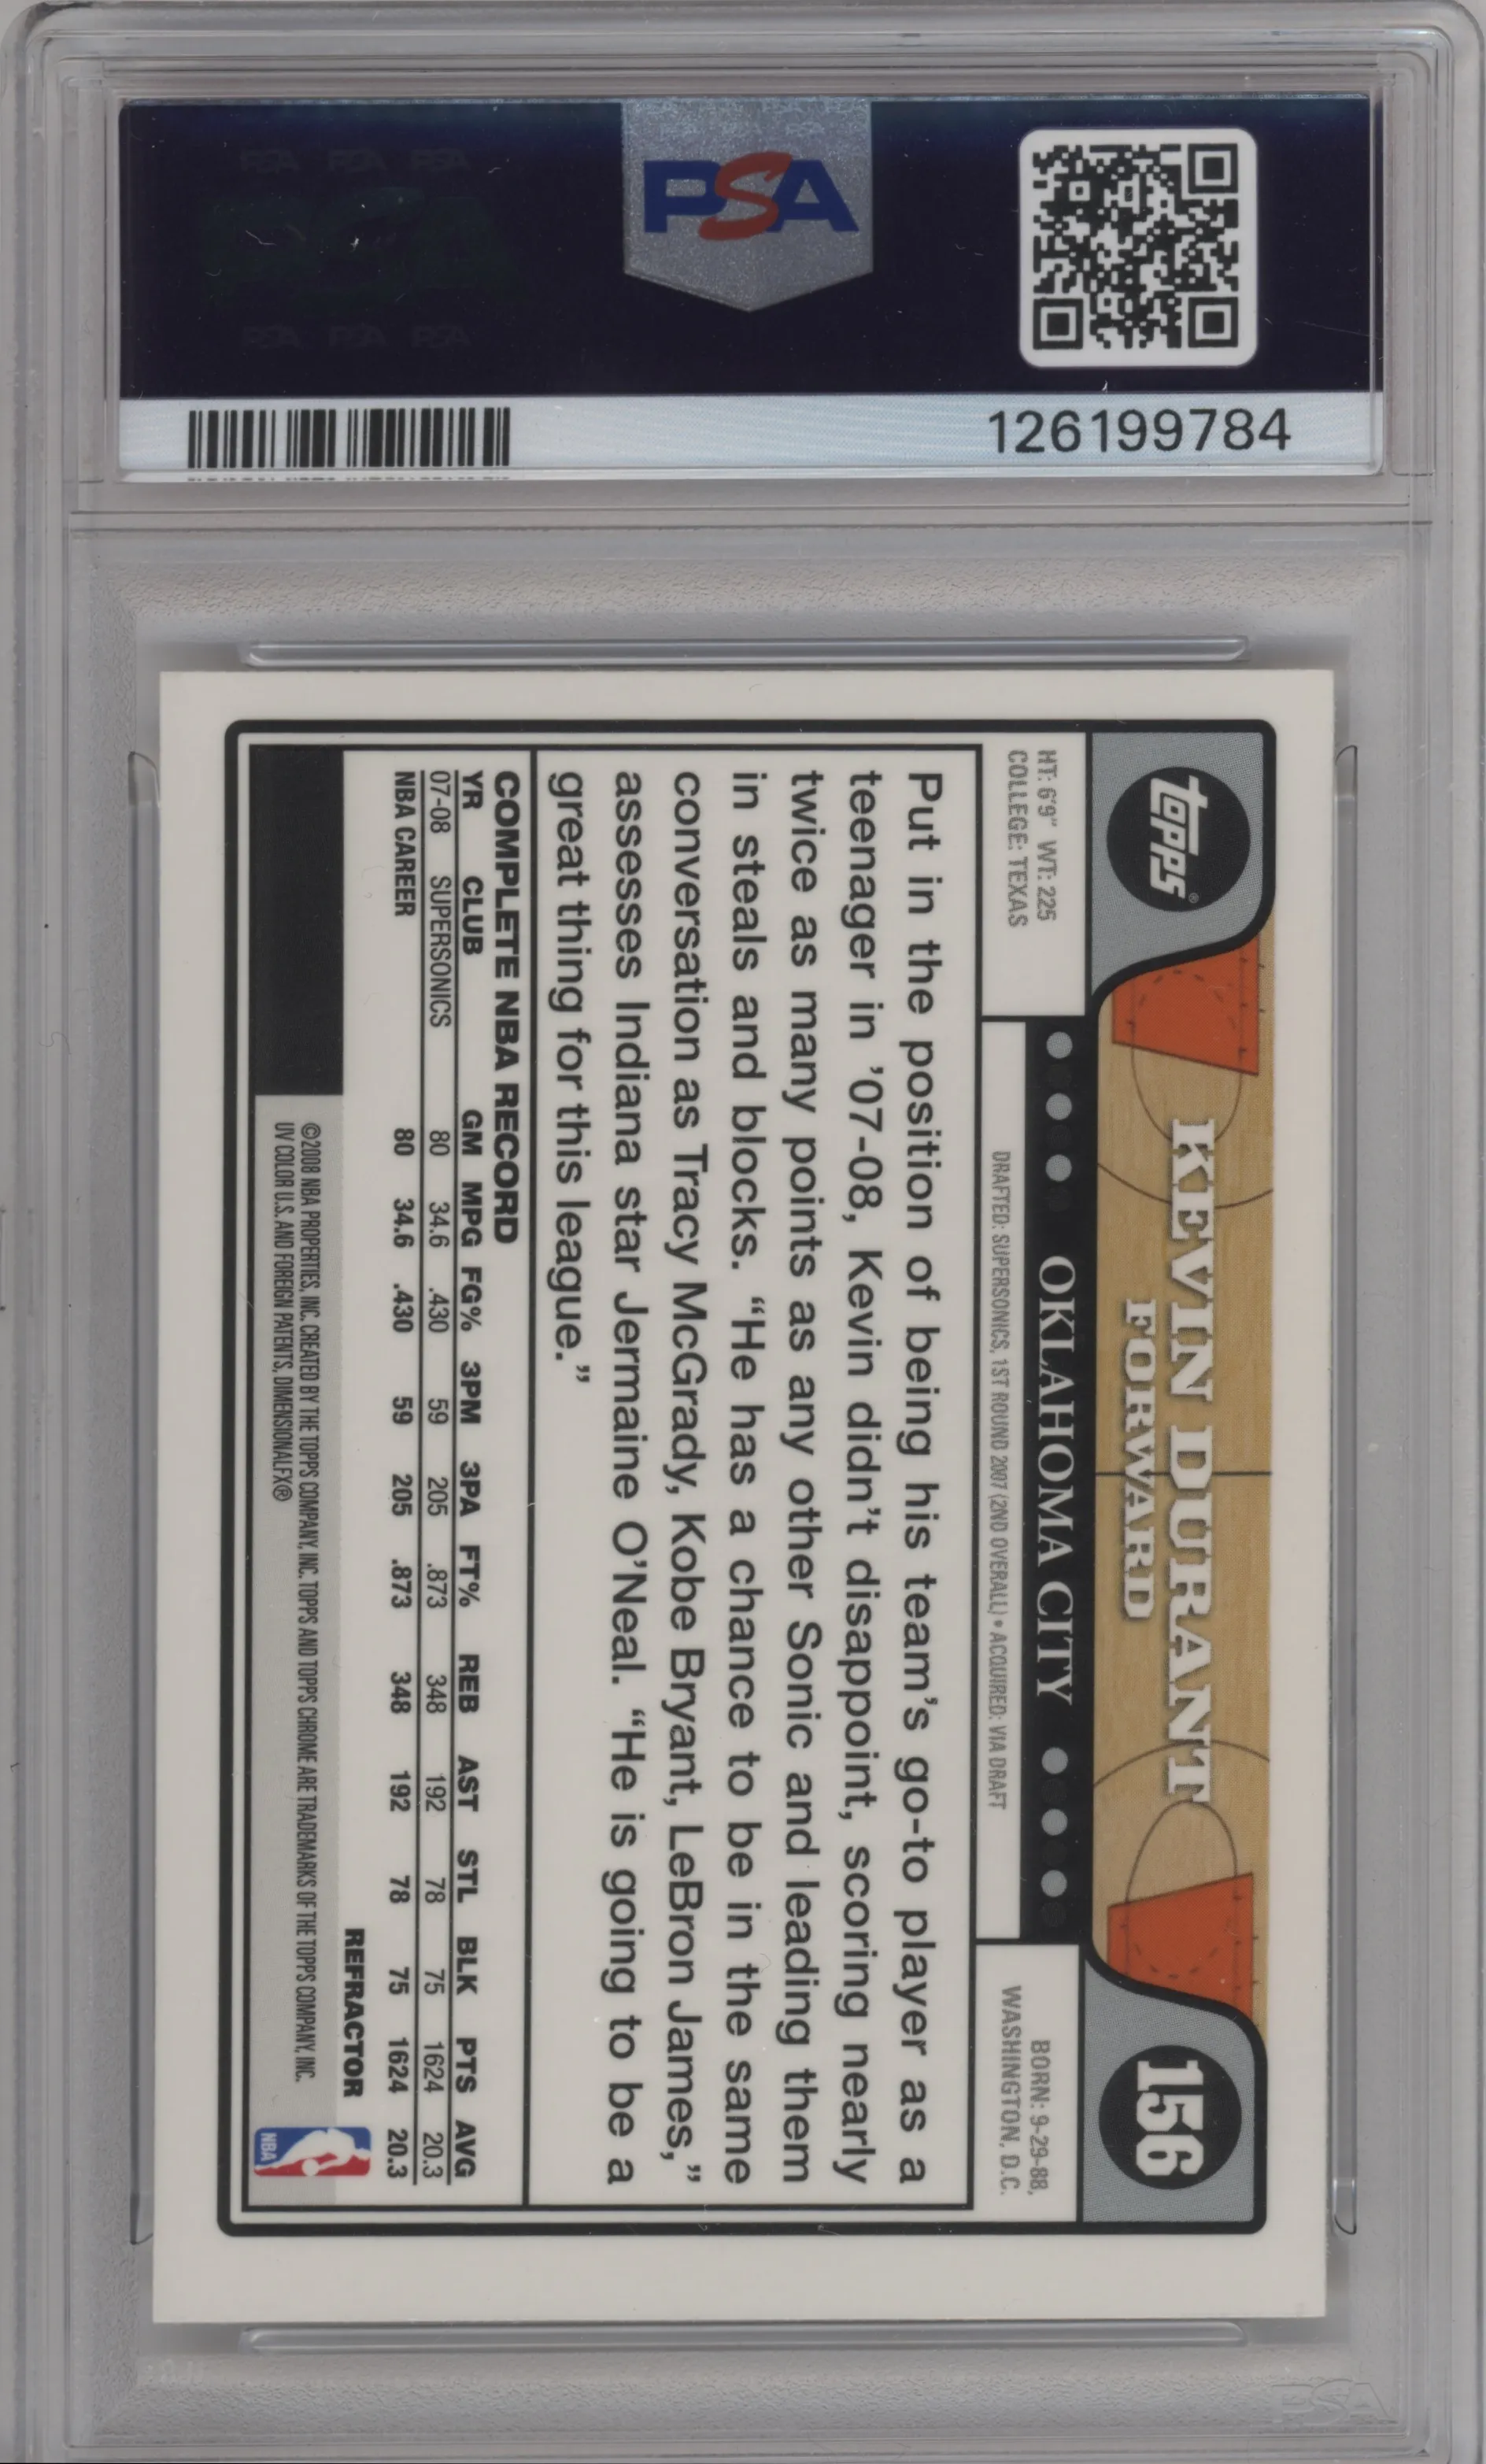 PSA
126199784
topps®
KEVIN DURANT
FORWARD
156
HT: 6'9" WT: 225
COLLEGE: TEXAS
OKLAHOMA CITY
BORN: 9-29-88,
WASHINGTON, D.C.
DRAFTED: SUPERSONICS, 1ST ROUND 2007 (2ND OVERALL) • ACQUIRED: VIA DRAFT
Put in the position of being his team's go-to player as a
teenager in '07-08, Kevin didn't disappoint, scoring nearly
twice as many points as any other Sonic and leading them
in steals and blocks. “He has a chance to be in the same
conversation as Tracy McGrady, Kobe Bryant, LeBron James,”
assesses Indiana star Jermaine O'Neal. “He is going to be a
great thing for this league.”
COMPLETE NBA RECORD
YR CLUB GM MPG FG% 3PM 3PA FT% REB AST STL BLK PTS AVG
07-08 SUPERSONICS 80 34.6 .430 59 205 .873 348 192 78 75 1624 20.3
NBA CAREER 80 34.6 .430 59 205 .873 348 192 78 75 1624 20.3
REFRACTOR
©2008 NBA PROPERTIES, INC. CREATED BY THE TOPPS COMPANY, INC. TOPPS AND TOPPS CHROME ARE TRADEMARKS OF THE TOPPS COMPANY, INC.
UV COLOR U.S. AND FOREIGN PATENTS, DIMENSIONALFX®
NBA
PSA